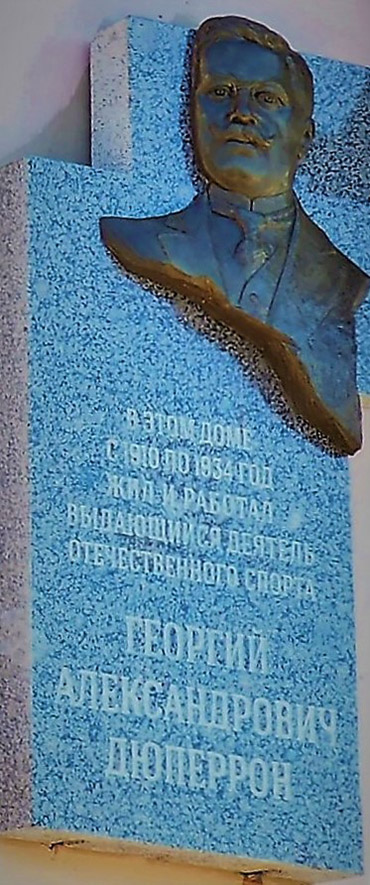 В ЭТОМ ДОМЕ
С 1910 ПО 1934 ГОД
ЖИЛ И РАБОТАЛ
ВЫДАЮЩИЙСЯ ДЕЯТЕЛЬ
ОТЕЧЕСТВЕННОГО СПОРТА
ГЕОРГИЙ
АЛЕКСАНДРОВИЧ
ДЮПЕРРОН